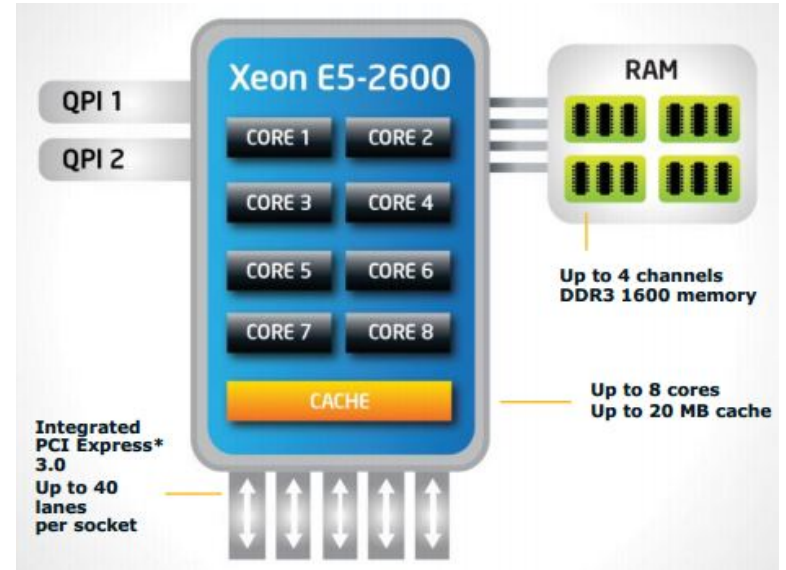 Xeon E5-2600
QPI 1
QPI 2
CORE 1 CORE 2
CORE 3 CORE 4
CORE 5 CORE 6
CORE 7 CORE 8
CACHE
RAM
Up to 4 channels
DDR3 1600 memory
Up to 8 cores
Up to 20 MB cache
Integrated
PCI Express*
3.0
Up to 40
lanes
per socket